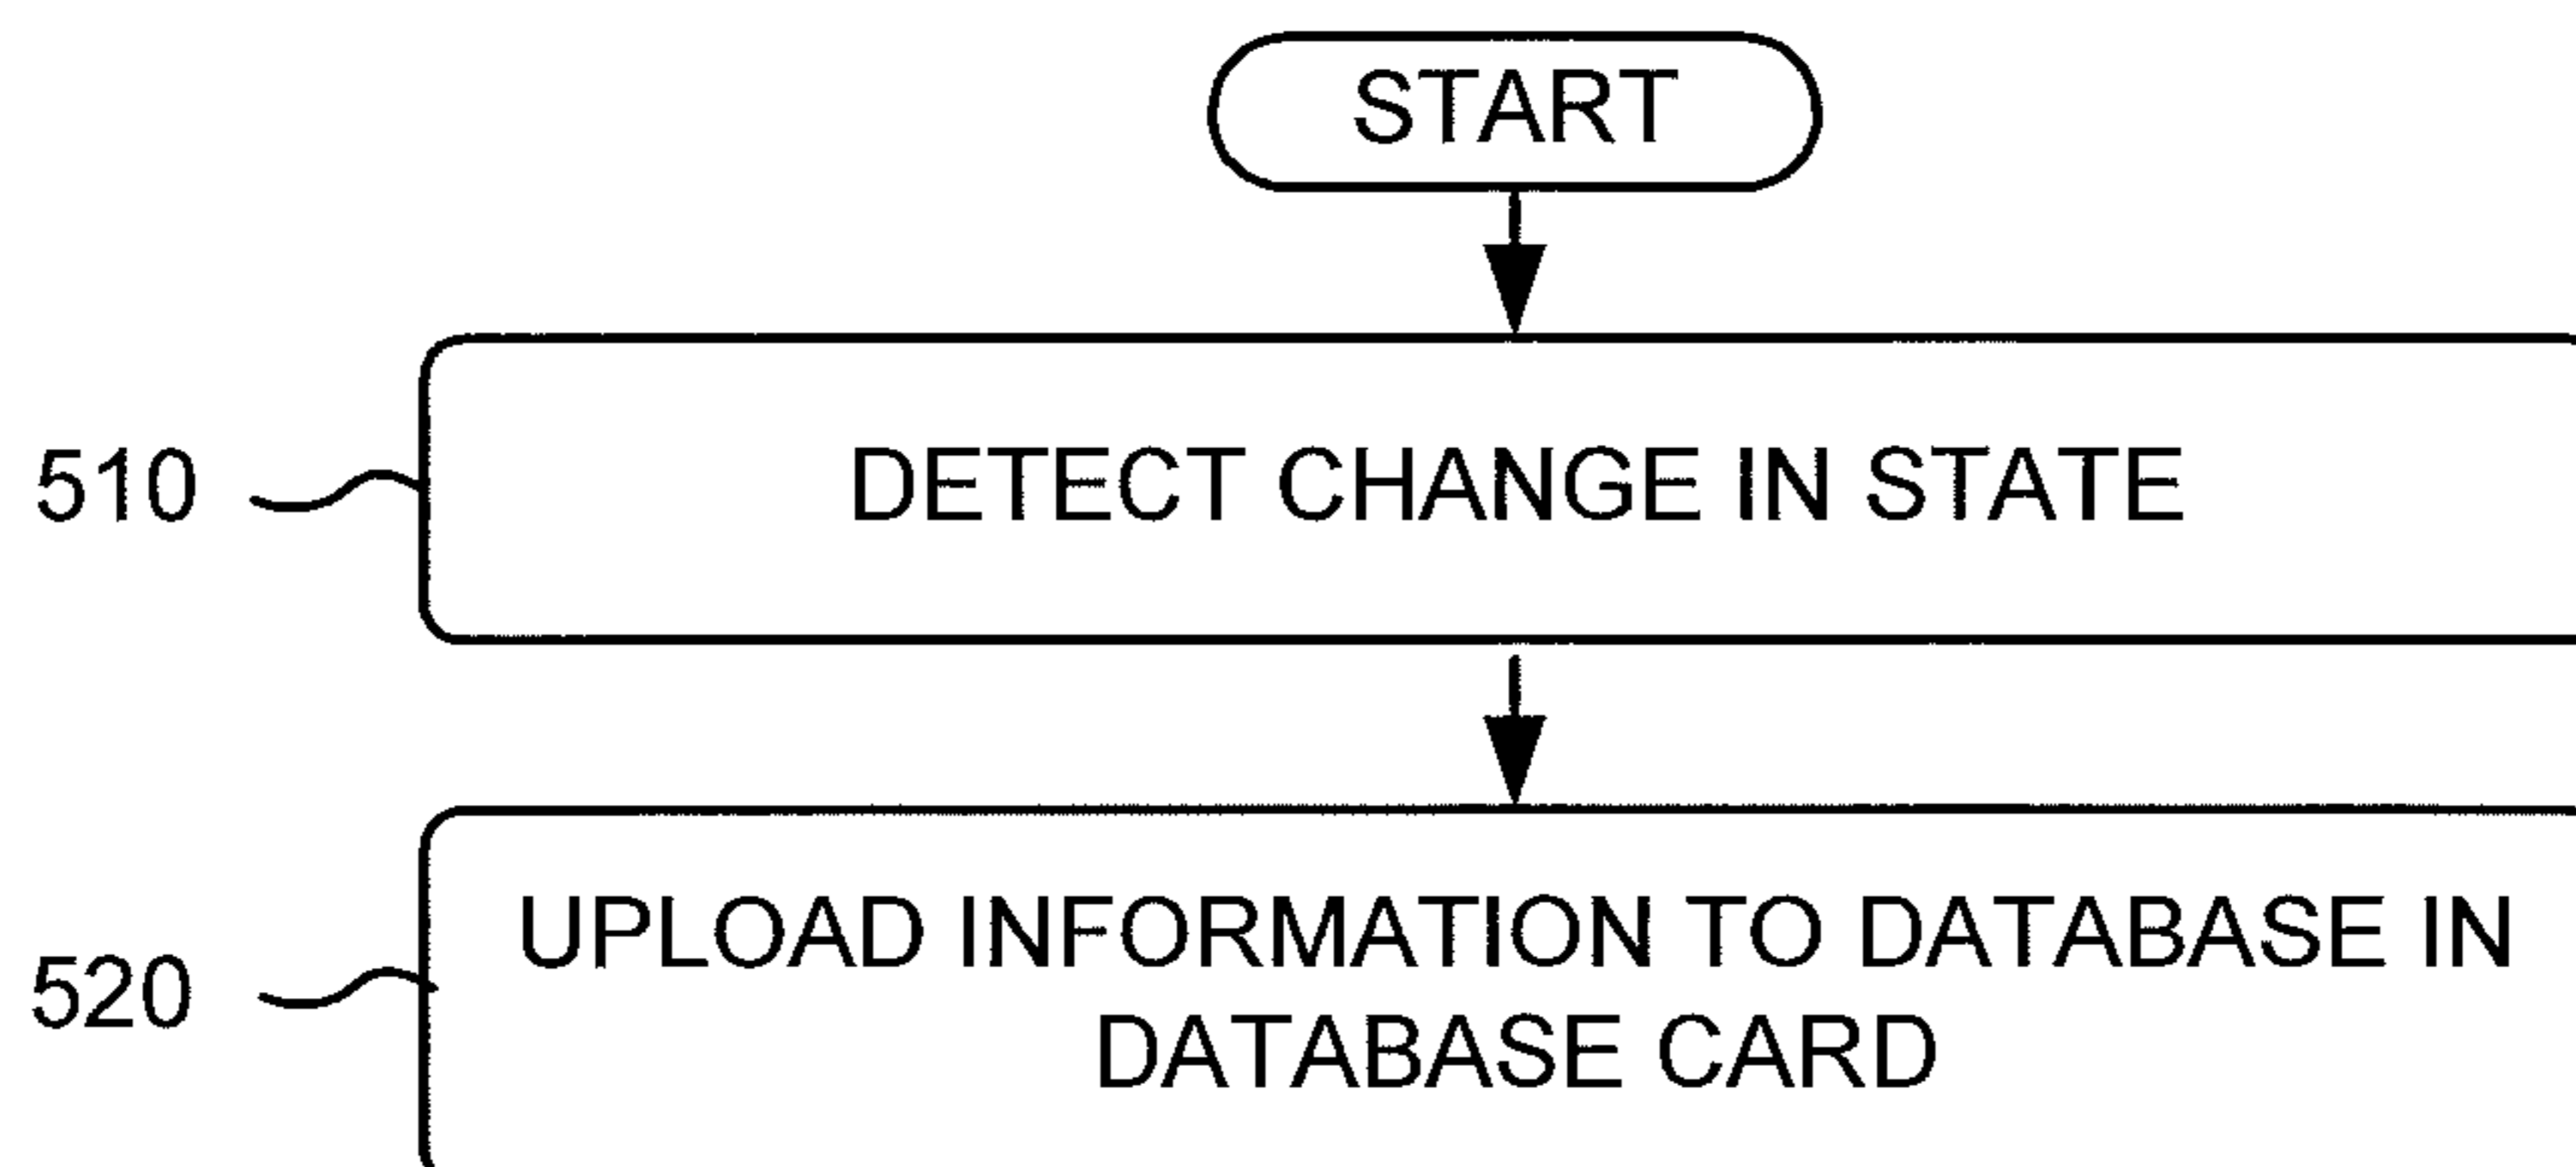 START
510
DETECT CHANGE IN STATE
UPLOAD INFORMATION TO DATABASE IN
520
DATABASE CARD